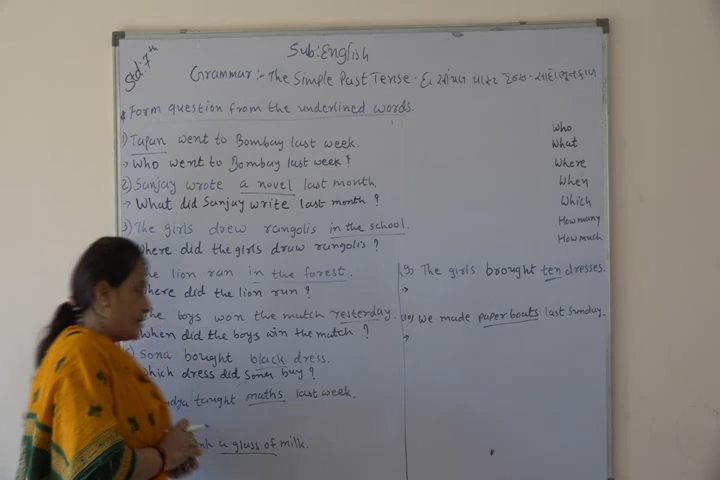 Std:7th
Sub:English
Grammar:- The Simple Past Tense -
* Form question from the underlined words.
1) Tapan went to Bombay last week.
→ Who went to Bombay last week?
2) Sanjay wrote a novel last month.
→ What did Sanjay write last month?
3) The girls drew rangolis in the school.
Where did the girls draw rangolis?
he lion ran in the forest.
here did the lion run?
he boys won the match yesterday.
When did the boys win the match?
Sona bought black dress.
hich dress did Sona buy?
taught maths last week.
a glass of milk.
Who
What
Where
When
Which
How many
How much
9) The girls brought ten dresses.
→
10) We made paper boats last Sunday.
→